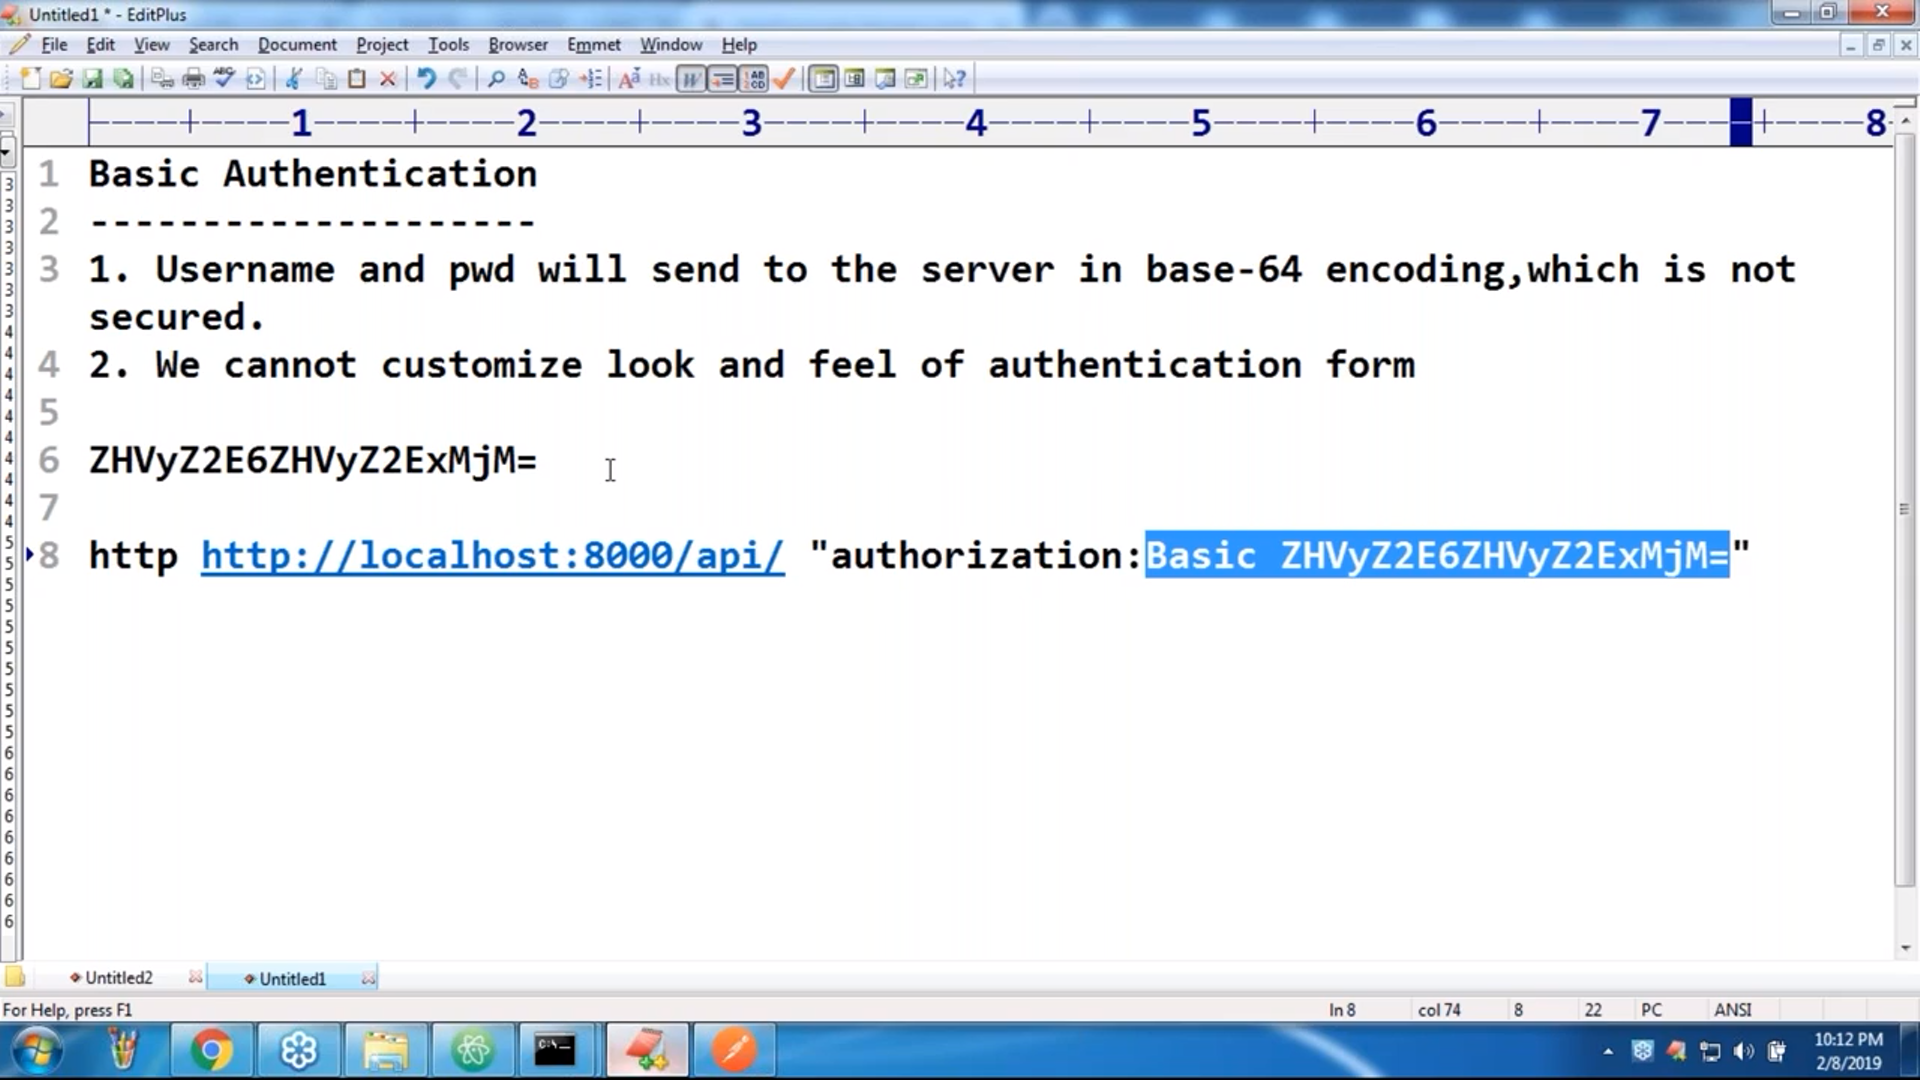 Untitled1 * - EditPlus
File Edit View Search Document Project Tools Browser Emmet Window Help
1 2 3 4 5 6 7 8
1 Basic Authentication
2 --------------------
3 1. Username and pwd will send to the server in base-64 encoding,which is not
secured.
4 2. We cannot customize look and feel of authentication form
5
6 ZHVyZ2E6ZHVyZ2ExMjM=
7
8 http http://localhost:8000/api/ "authorization:Basic ZHVyZ2E6ZHVyZ2ExMjM="
Untitled2 Untitled1
For Help, press F1 ln 8 col 74 8 22 PC ANSI
10:12 PM
2/8/2019